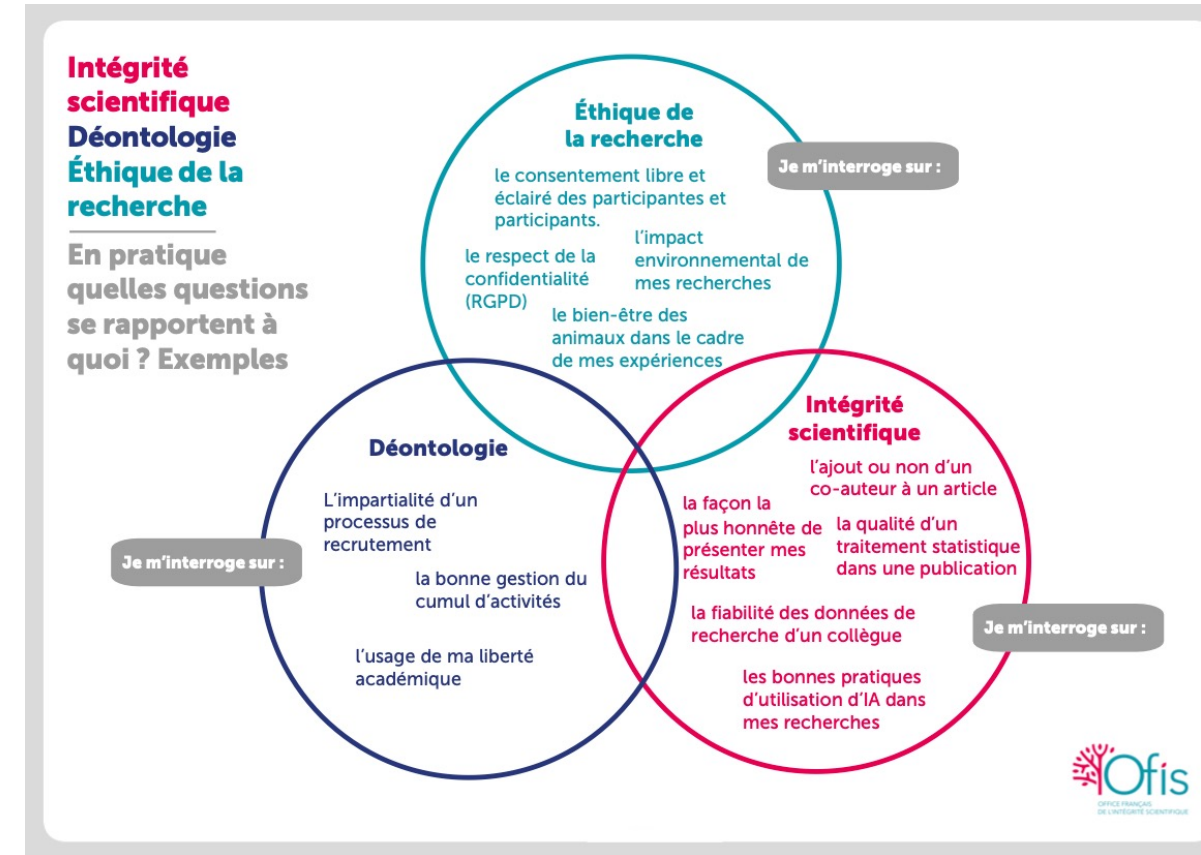 Intégrité
scientifique
Déontologie
Éthique de la
recherche
En pratique
quelles questions
se rapportent à
quoi ? Exemples
Éthique de
la recherche
Je m'interroge sur :
le consentement libre et
éclairé des participantes et
participants.
le respect de la
confidentialité
(RGPD)
l'impact
environnemental de
mes recherches
le bien-être des
animaux dans le cadre
de mes expériences
Déontologie
L'impartialité d'un
processus de
recrutement
Je m'interroge sur :
la bonne gestion du
cumul d'activités
l'usage de ma liberté
académique
Intégrité
scientifique
l'ajout ou non d'un
co-auteur à un article
la façon la
plus honnête de
présenter mes
résultats
la qualité d'un
traitement statistique
dans une publication
la fiabilité des données de
recherche d'un collègue
Je m'interroge sur :
les bonnes pratiques
d'utilisation d'IA dans
mes recherches
Ofis
OFFICE FRANÇAIS
DE L'INTÉGRITÉ SCIENTIFIQUE